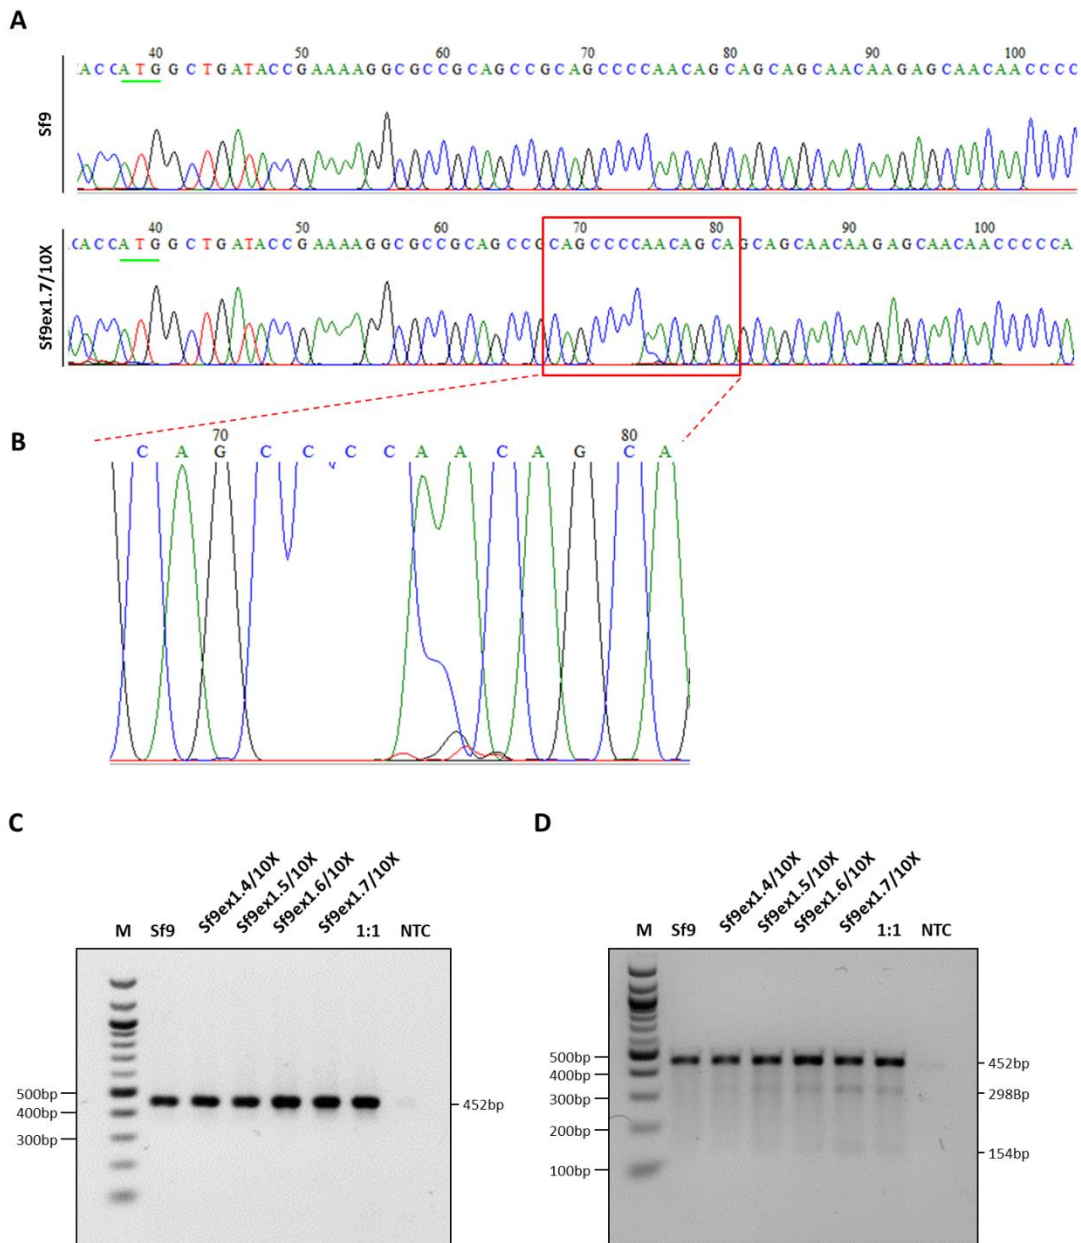 A
40 50 60 70 80 90 100
ACCATGGCTGATACCGAAAAGGCGCCGCAGCCGCAGCCCCAACAGCAGCAGCAACAAGAGCAACAACCCC
Sf9
40 50 60 70 80 90 100
CACCATGGCTGATACCGAAAAGGCGCCGCAGCCGCAGCCCCAACAGCAGCAGCAACAAGAGCAACAACCCCCA
Sf9ex1.7/10X
B
70 80
C A G C C C C A A C A G C A
C
M Sf9 Sf9ex1.4/10X Sf9ex1.5/10X Sf9ex1.6/10X Sf9ex1.7/10X 1:1 NTC
500bp
400bp
300bp
452bp
D
M Sf9 Sf9ex1.4/10X Sf9ex1.5/10X Sf9ex1.6/10X Sf9ex1.7/10X 1:1 NTC
500bp
400bp
300bp
200bp
100bp
452bp
298Bp
154bp